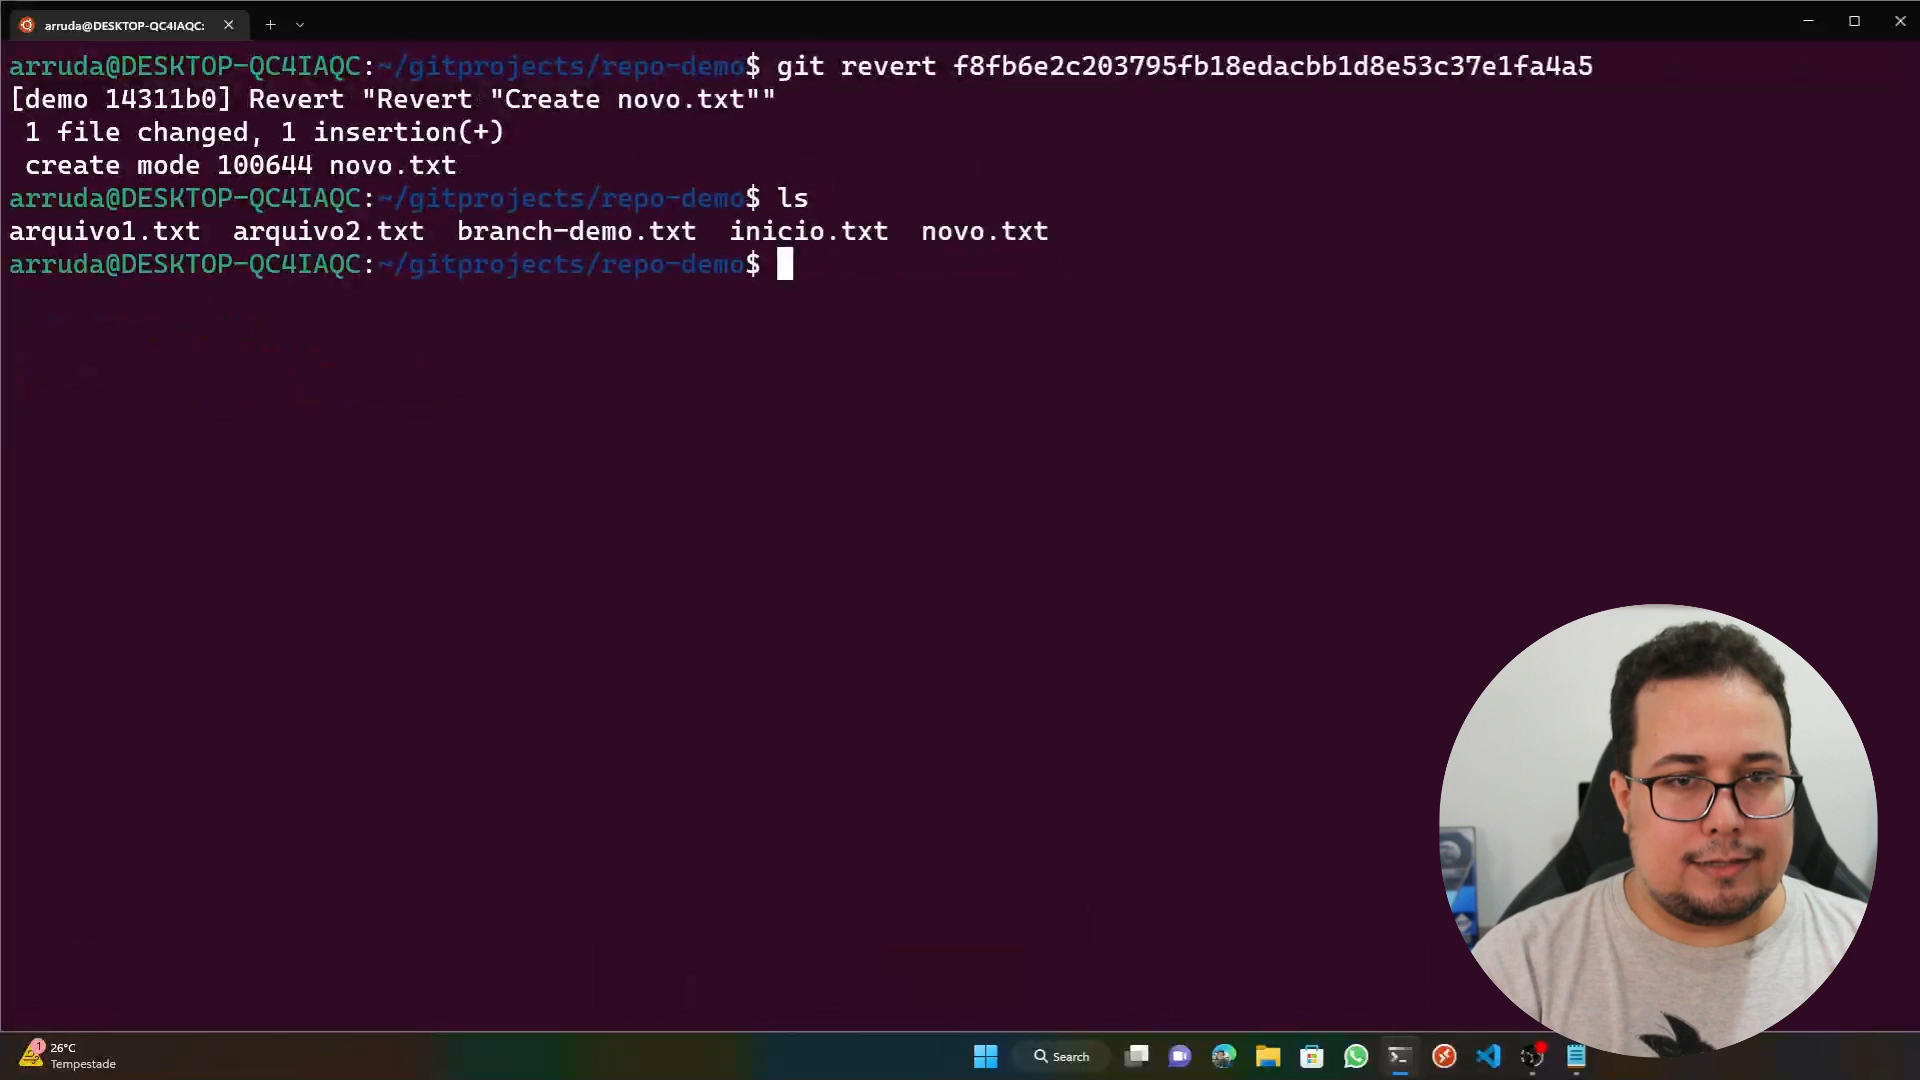 arruda@DESKTOP-QC4IAQC:
arruda@DESKTOP-QC4IAQC:~/gitprojects/repo-demo$ git revert f8fb6e2c203795fb18edacbb1d8e53c37e1fa4a5
[demo 14311b0] Revert "Revert "Create novo.txt""
1 file changed, 1 insertion(+)
create mode 100644 novo.txt
arruda@DESKTOP-QC4IAQC:~/gitprojects/repo-demo$ ls
arquivo1.txt arquivo2.txt branch-demo.txt inicio.txt novo.txt
arruda@DESKTOP-QC4IAQC:~/gitprojects/repo-demo$
1
26°C
Tempestade
Search